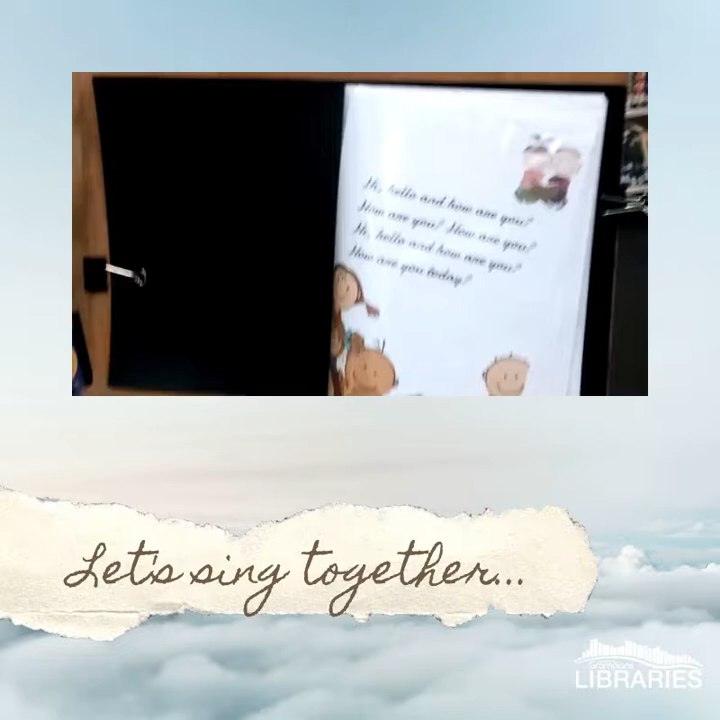 Hi, hello and how are you?
How are you? How are you?
Hi, hello and how are you?
How are you today?
Let's sing together...
LIBRARIES